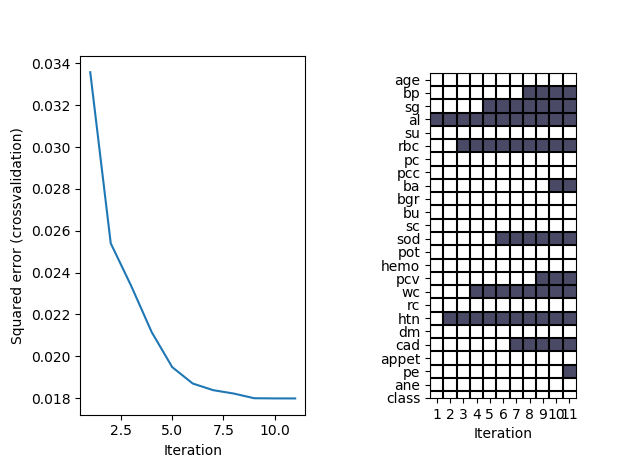 0.034
0.032
0.030
0.028
0.026
0.024
0.022
0.020
0.018
Squared error (crossvalidation)
2.5 5.0 7.5 10.0
Iteration
age
bp
sg
al
su
rbc
pc
pcc
ba
bgr
bu
sc
sod
pot
hemo
pcv
wc
rc
htn
dm
cad
appet
pe
ane
class
1 2 3 4 5 6 7 8 9 10 11
Iteration